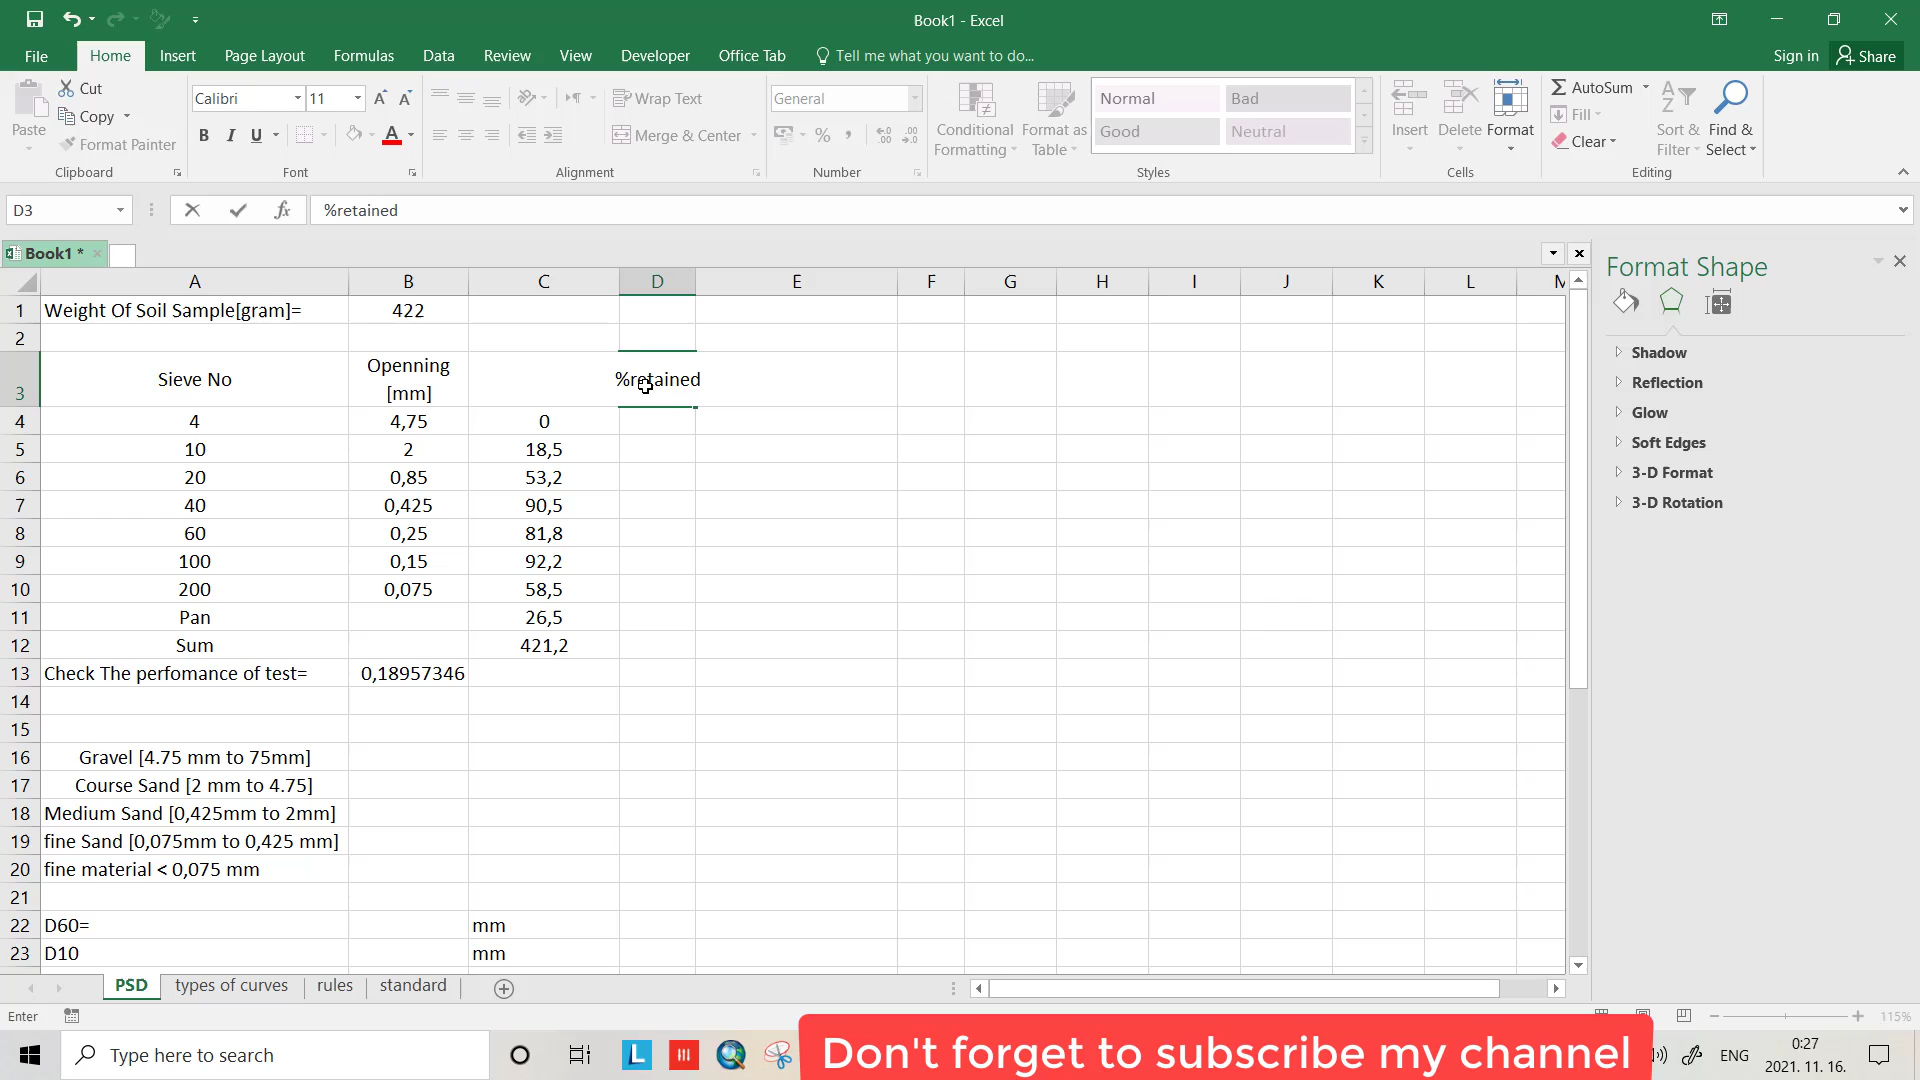 Book1 - Excel
File Home Insert Page Layout Formulas Data Review View Developer Office Tab Tell me what you want to do... Sign in Share
Paste
Cut
Copy
Format Painter
Clipboard
Calibri 11
B I U
Font
Wrap Text
Merge & Center
Alignment
General
Number
Conditional Formatting
Format as Table
Normal Bad
Good Neutral
Styles
Insert Delete Format
Cells
AutoSum
Fill
Clear
Sort & Filter
Find & Select
Editing
D3 %retained
Book1 *
A B C D E F G H I J K L M
1 Weight Of Soil Sample[gram]= 422
2
3 Sieve No Openning [mm] %retained
4 4 4,75 0
5 10 2 18,5
6 20 0,85 53,2
7 40 0,425 90,5
8 60 0,25 81,8
9 100 0,15 92,2
10 200 0,075 58,5
11 Pan 26,5
12 Sum 421,2
13 Check The perfomance of test= 0,18957346
14
15
16 Gravel [4.75 mm to 75mm]
17 Course Sand [2 mm to 4.75]
18 Medium Sand [0,425mm to 2mm]
19 fine Sand [0,075mm to 0,425 mm]
20 fine material < 0,075 mm
21
22 D60= mm
23 D10 mm
Format Shape
Shadow
Reflection
Glow
Soft Edges
3-D Format
3-D Rotation
PSD types of curves rules standard
Enter
115%
Type here to search
Don't forget to subscribe my channel
ENG
0:27
2021. 11. 16.